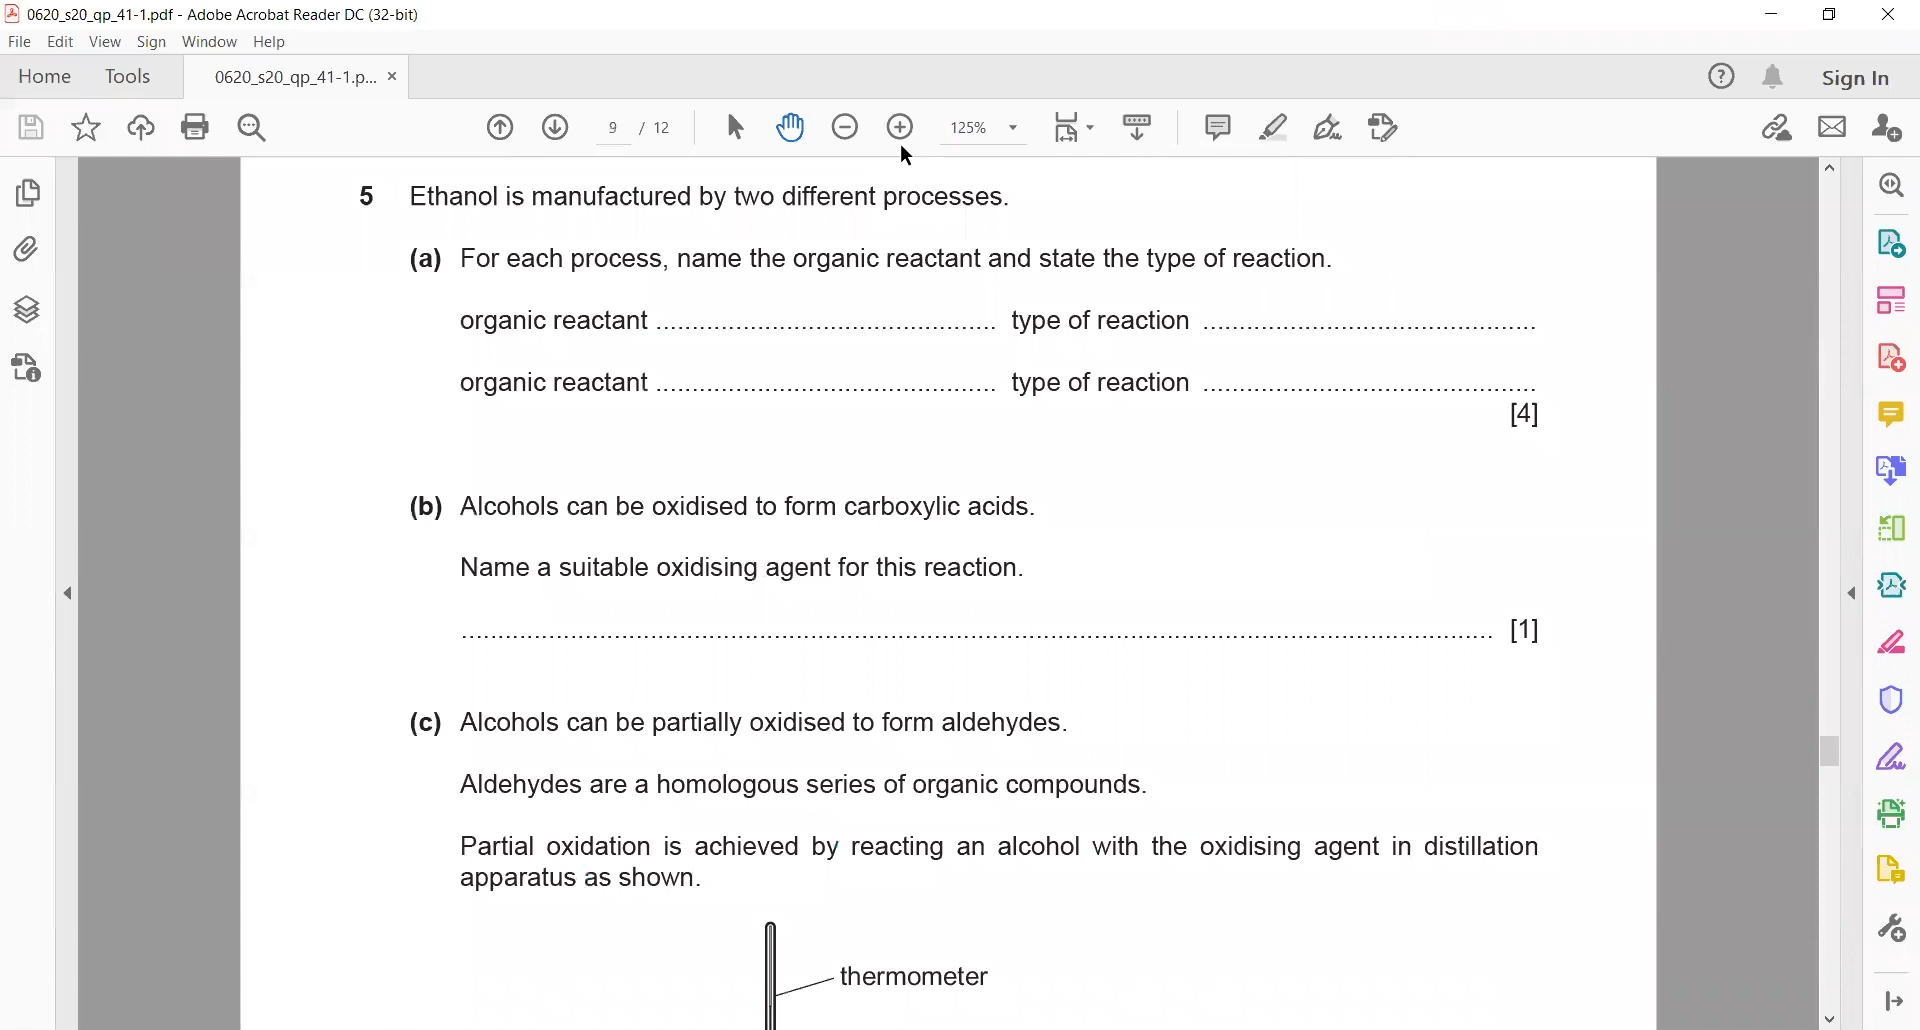 0620_s20_qp_41-1.pdf - Adobe Acrobat Reader DC (32-bit)
File Edit View Sign Window Help
Home Tools 0620_s20_qp_41-1.p... × Sign In
9 / 12 125%
5 Ethanol is manufactured by two different processes.
(a) For each process, name the organic reactant and state the type of reaction.
organic reactant ............................................... type of reaction ..............................................
organic reactant ............................................... type of reaction ..............................................
[4]
(b) Alcohols can be oxidised to form carboxylic acids.
Name a suitable oxidising agent for this reaction.
............................................................................................................................................... [1]
(c) Alcohols can be partially oxidised to form aldehydes.
Aldehydes are a homologous series of organic compounds.
Partial oxidation is achieved by reacting an alcohol with the oxidising agent in distillation
apparatus as shown.
thermometer